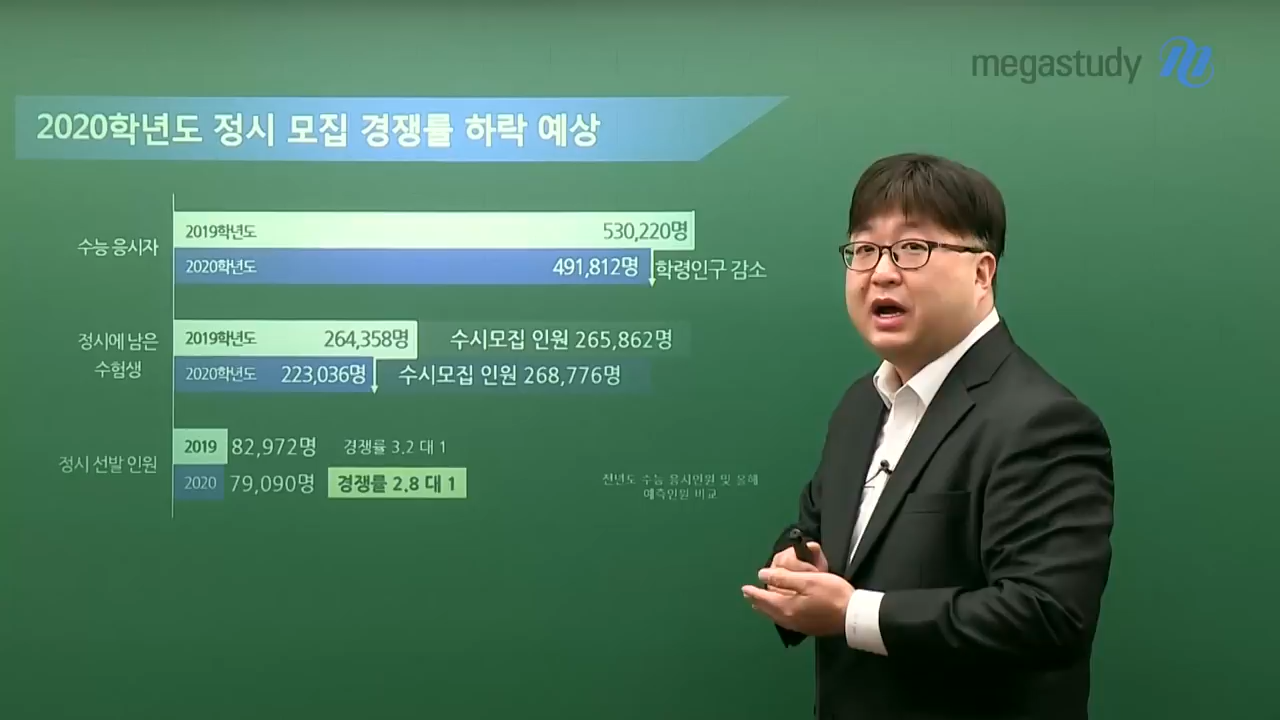 megastudy
2020학년도 정시 모집 경쟁률 하락 예상
수능 응시자
2019학년도 530,220명
2020학년도 491,812명 학령인구 감소
정시에 남은
수험생
2019학년도 264,358명 수시모집 인원 265,862명
2020학년도 223,036명 수시모집 인원 268,776명
정시 선발 인원
2019 82,972명 경쟁률 3.2 대 1
2020 79,090명 경쟁률 2.8 대 1
전년도 수능 응시인원 및 올해
예측인원 비교